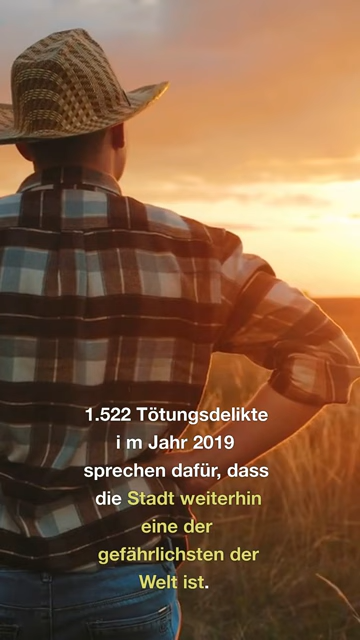 1.522 Tötungsdelikte
i m Jahr 2019
sprechen dafür, dass
die Stadt weiterhin
eine der
gefährlichsten der
Welt ist.